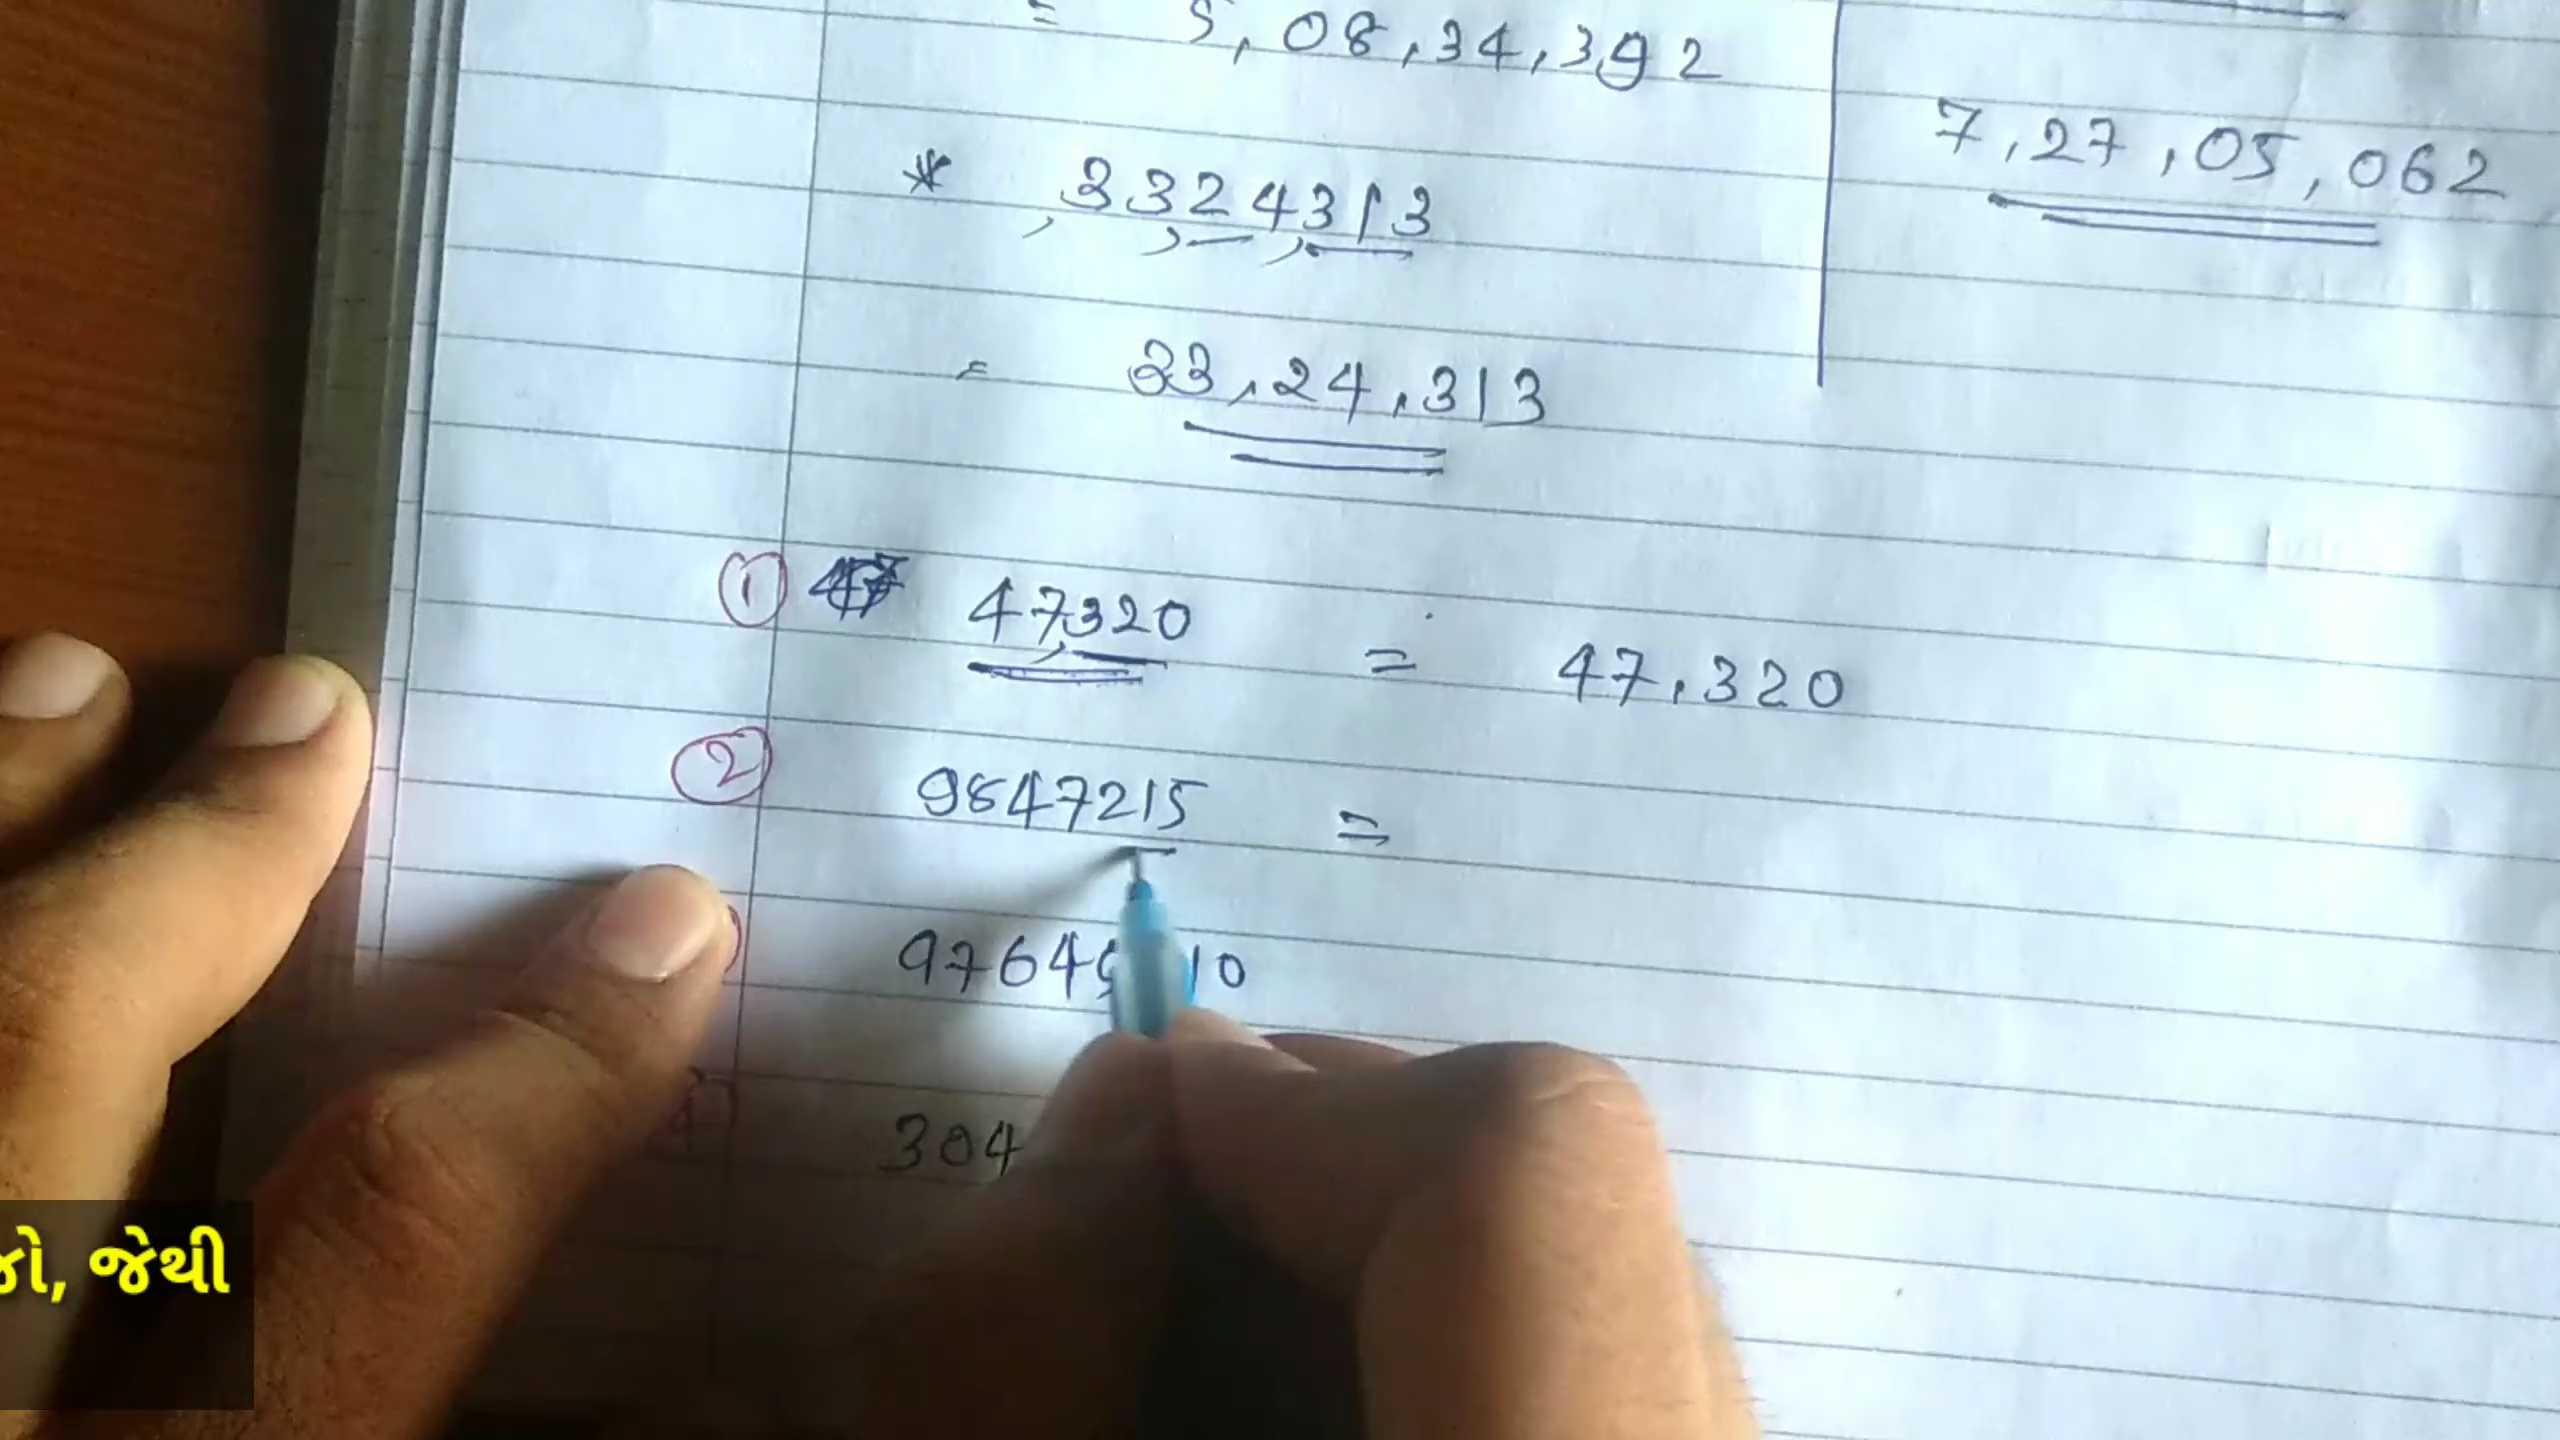 = 5,08,34,392
7,27,05,062
* ,3324313
, ,
= 33,24,313
① 47320 = 47,320
② 9847215 =
10
304
જેથી